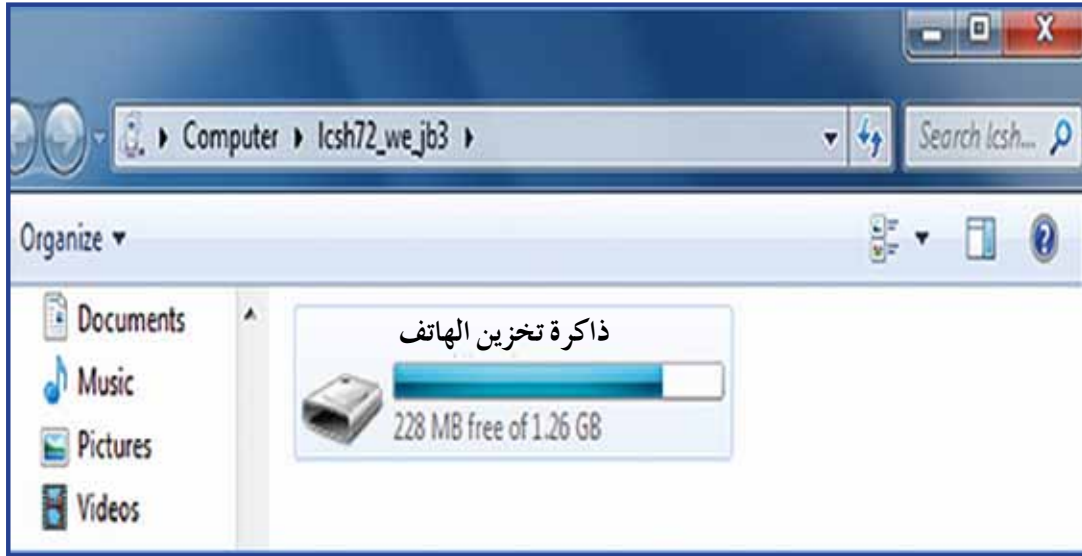 X
Computer lcsh72_we_jb3
Search lcsh...
Organize
Documents
Music
Pictures
Videos
ذاكرة تخزين الهاتف
228 MB free of 1.26 GB